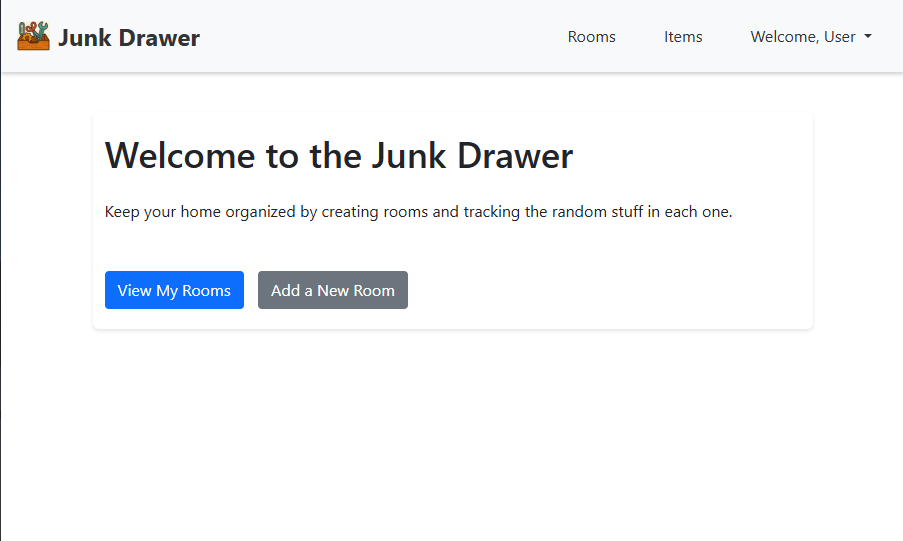 Junk Drawer
Rooms
Items
Welcome, User
Welcome to the Junk Drawer
Keep your home organized by creating rooms and tracking the random stuff in each one.
View My Rooms
Add a New Room